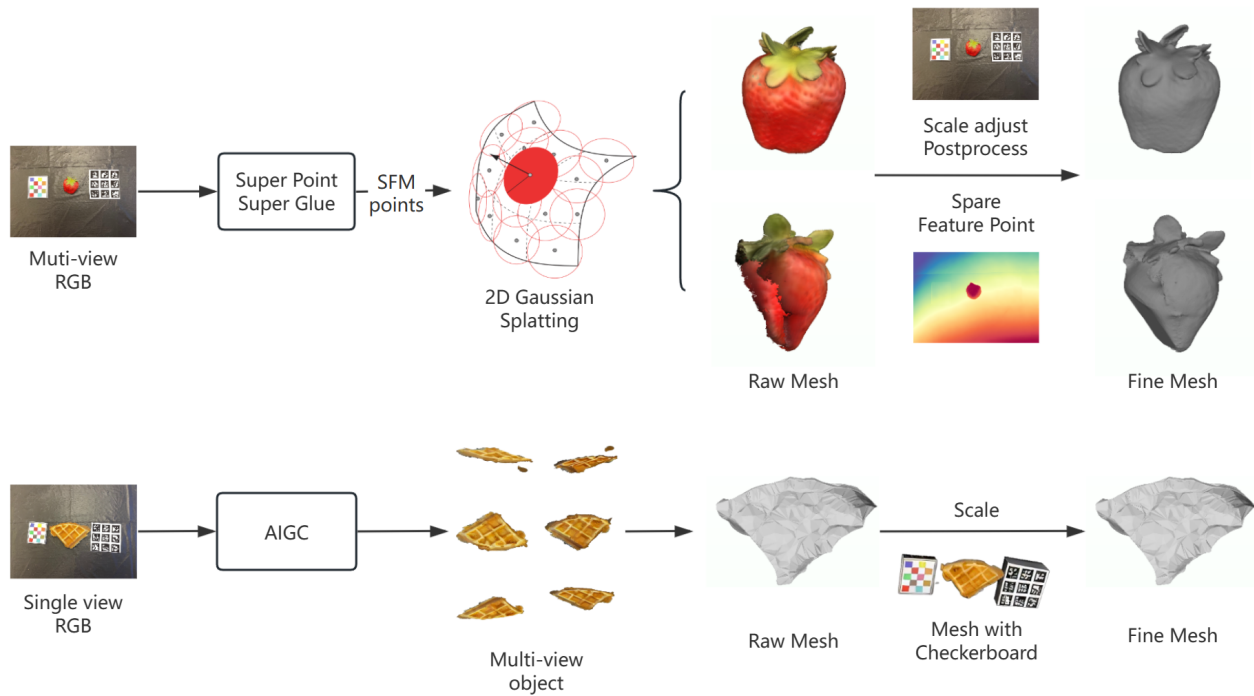 Muti-view
RGB
Super Point
Super Glue
SFM
points
2D Gaussian
Splatting
Raw Mesh
Scale adjust
Postprocess
Spare
Feature Point
Fine Mesh
Single view
RGB
AIGC
Multi-view
object
Raw Mesh
Scale
Mesh with
Checkerboard
Fine Mesh